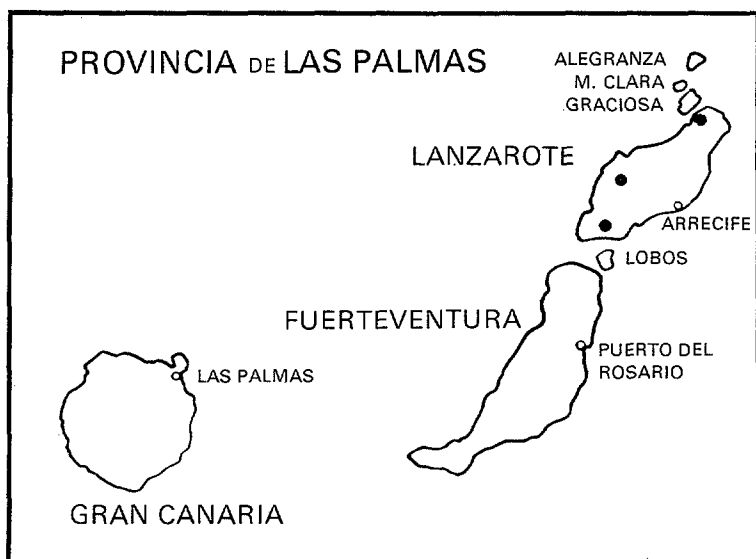 PROVINCIA DE LAS PALMAS
ALEGRANZA
M. CLARA
GRACIOSA
LANZAROTE
ARRECIFE
LOBOS
FUERTEVENTURA
PUERTO DEL
ROSARIO
LAS PALMAS
GRAN CANARIA